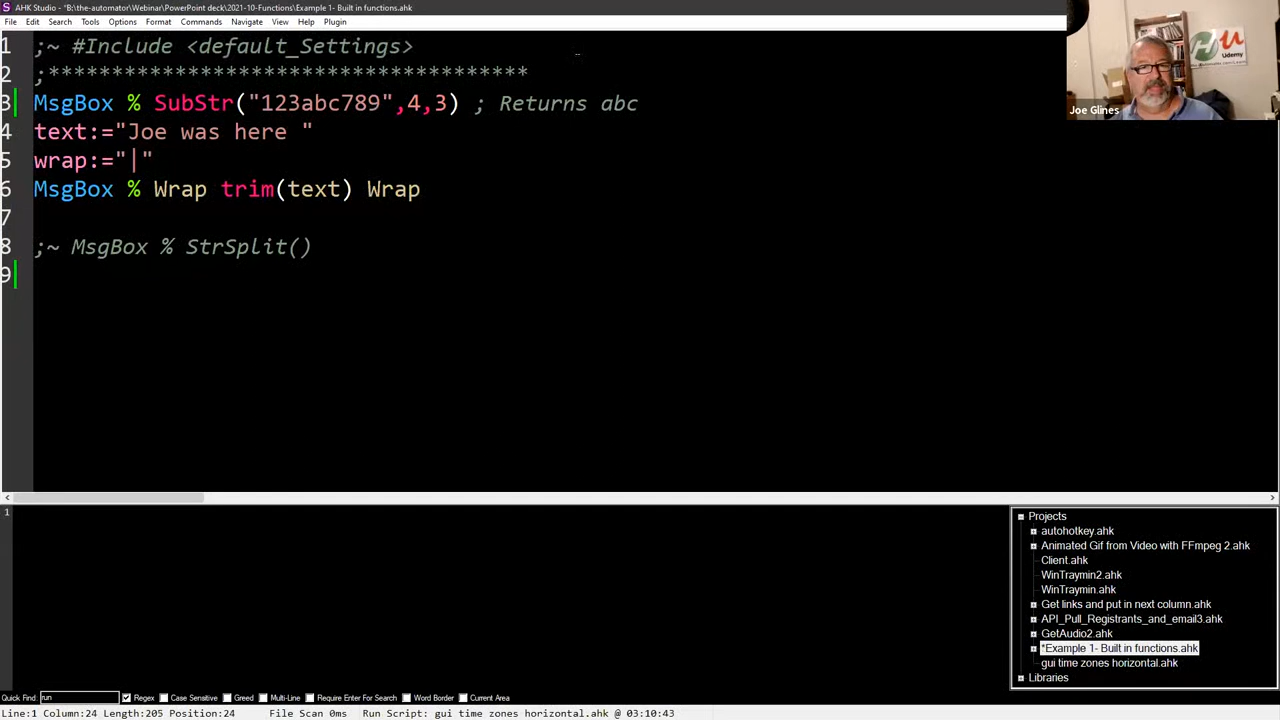 AHK Studio - *B:\the-automator\Webinar\PowerPoint deck\2021-10-Functions\Example 1- Built in functions.ahk
File Edit Search Tools Options Format Commands Navigate View Help Plugin
1 ;~ #Include <default_Settings>
2 ;**************************************
3 MsgBox % SubStr("123abc789",4,3) ; Returns abc
4 text:="Joe was here "
5 wrap:="|"
6 MsgBox % Wrap trim(text) Wrap
7
8 ;~ MsgBox % StrSplit()
9
Udemy
Joe Glines
1
Projects
autohotkey.ahk
Animated Gif from Video with FFmpeg 2.ahk
Client.ahk
WinTraymin2.ahk
WinTraymin.ahk
Get links and put in next column.ahk
API_Pull_Registrants_and_email3.ahk
GetAudio2.ahk
*Example 1- Built in functions.ahk
gui time zones horizontal.ahk
Libraries
Quick Find: run Regex Case Sensitive Greed Multi-Line Require Enter For Search Word Border Current Area
Line:1 Column:24 Length:205 Position:24 File Scan 0ms Run Script: gui time zones horizontal.ahk @ 03:10:43